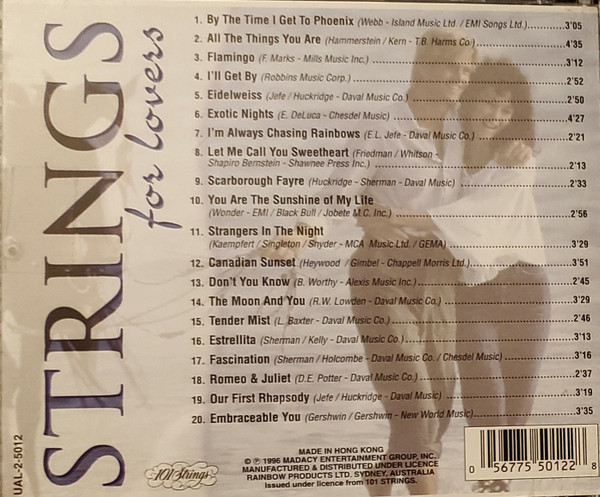 STRINGS
for lovers
1. By The Time I Get To Phoenix (Webb - Island Music Ltd / EMI Songs Ltd.) 3'05
2. All The Things You Are (Hammerstein / Kern - T.B. Harms Co.) 4'35
3. Flamingo (F. Marks - Mills Music Inc.) 3'12
4. I'll Get By (Robbins Music Corp.) 2'52
5. Eidelweiss (Jefe / Huckridge - Daval Music Co.) 2'50
6. Exotic Nights (E. DeLuca - Chesdel Music) 4'27
7. I'm Always Chasing Rainbows (E.L. Jefe - Daval Music Co.) 2'21
8. Let Me Call You Sweetheart (Friedman / Whitson -
Shapiro Bernstein - Shawnee Press Inc.) 2'13
9. Scarborough Fayre (Huckridge - Sherman - Daval Music) 2'33
10. You Are The Sunshine of My Life
(Wonder - EMI / Black Bull / Jobete M.C. Inc.) 2'56
11. Strangers In The Night
(Kaempfert / Singleton / Snyder - MCA Music Ltd. / GEMA) 3'29
12. Canadian Sunset (Heywood / Gimbel - Chappell Morris Ltd.) 3'51
13. Don't You Know (B. Worthy - Alexis Music Inc.) 2'45
14. The Moon And You (R.W. Lowden - Daval Music Co.) 3'29
15. Tender Mist (L. Baxter - Daval Music Co.) 2'46
16. Estrellita (Sherman / Kelly - Daval Music Co.) 3'13
17. Fascination (Sherman / Holcombe - Daval Music Co. / Chesdel Music) 3'16
18. Romeo & Juliet (D.E. Potter - Daval Music Co.) 2'37
19. Our First Rhapsody (Jefe / Huckridge - Daval Music) 3'19
20. Embraceable You (Gershwin / Gershwin - New World Music) 3'35
UAL-2-5012
101 Strings
MADE IN HONG KONG
© ℗ 1996 MADACY ENTERTAINMENT GROUP, INC.
MANUFACTURED & DISTRIBUTED UNDER LICENCE
RAINBOW PRODUCTS LTD. SYDNEY, AUSTRALIA
Issued under licence from 101 STRINGS.
0 56775 50122 8